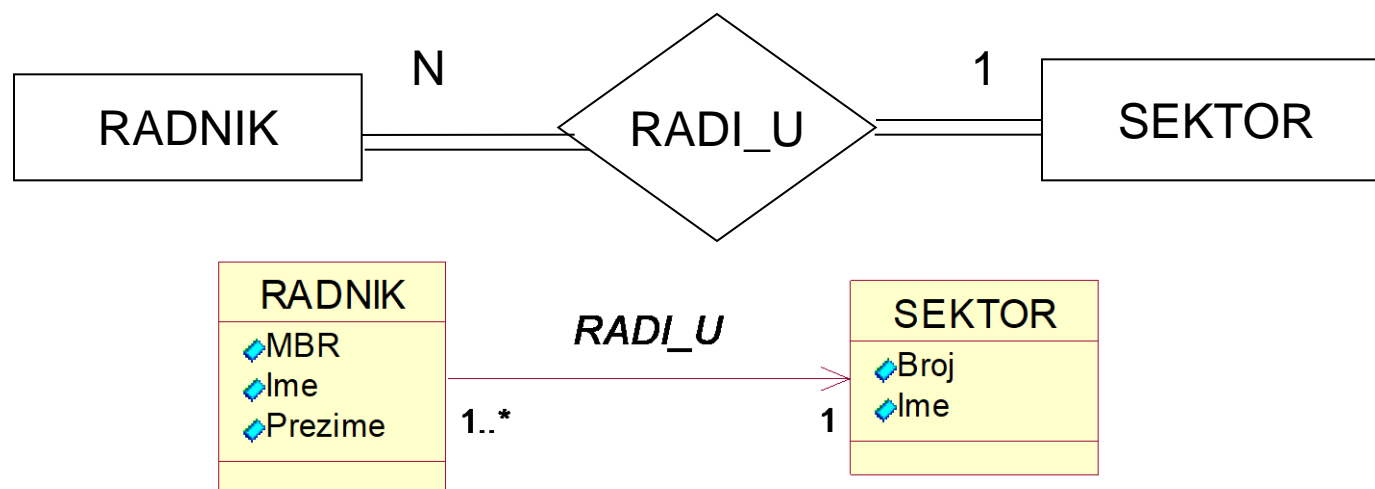 N
1
RADNIK
RADI_U
SEKTOR
RADNIK
MBR
Ime
Prezime
RADI_U
1..*
1
SEKTOR
Broj
Ime